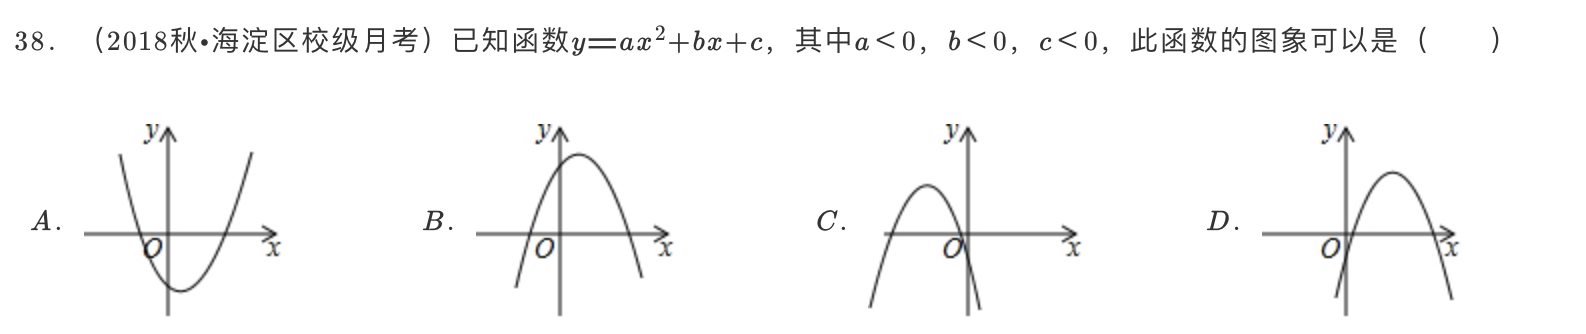 38. （2018秋•海淀区校级月考）已知函数y=ax²+bx+c，其中a<0，b<0，c<0，此函数的图象可以是（　　）
A. y O x
B. y O x
C. y O x
D. y O x